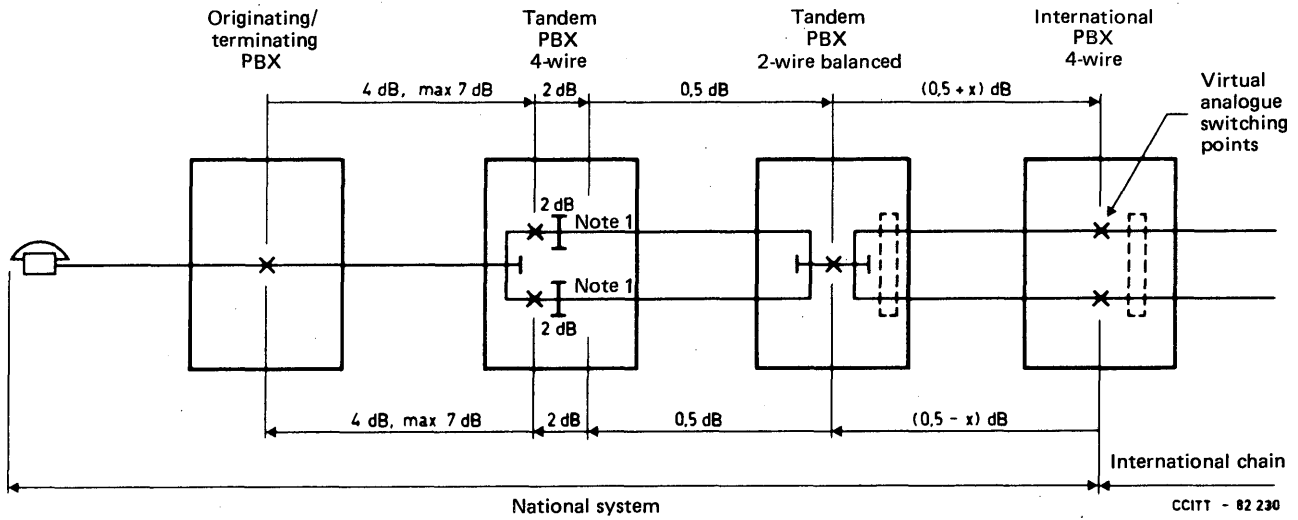 Originating/
terminating
PBX
Tandem
PBX
4-wire
Tandem
PBX
2-wire balanced
International
PBX
4-wire
Virtual
analogue
switching
points
4 dB, max 7 dB
2 dB
0,5 dB
(0,5 + x) dB
2 dB
Note 1
Note 1
2 dB
4 dB, max 7 dB
2 dB
0,5 dB
(0,5 - x) dB
International chain
National system
CCITT - 82 230